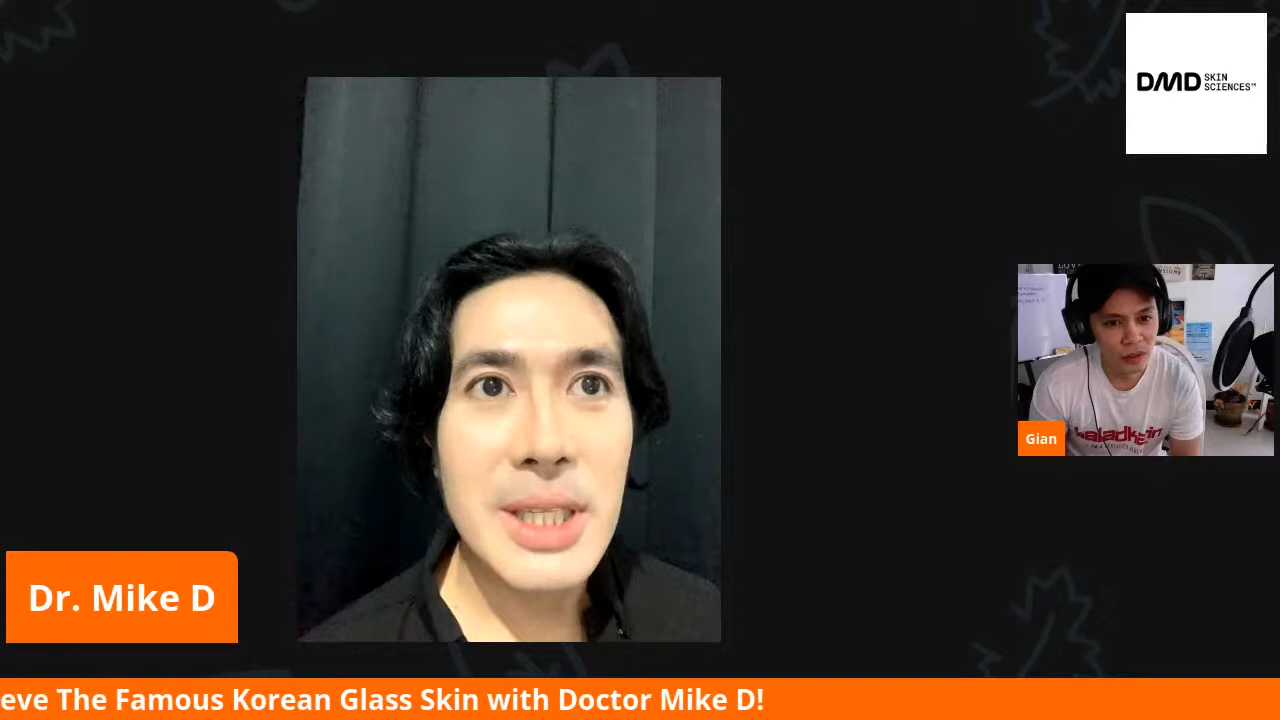 DMD SKIN
SCIENCES™
Gian
Dr. Mike D
eve The Famous Korean Glass Skin with Doctor Mike D!